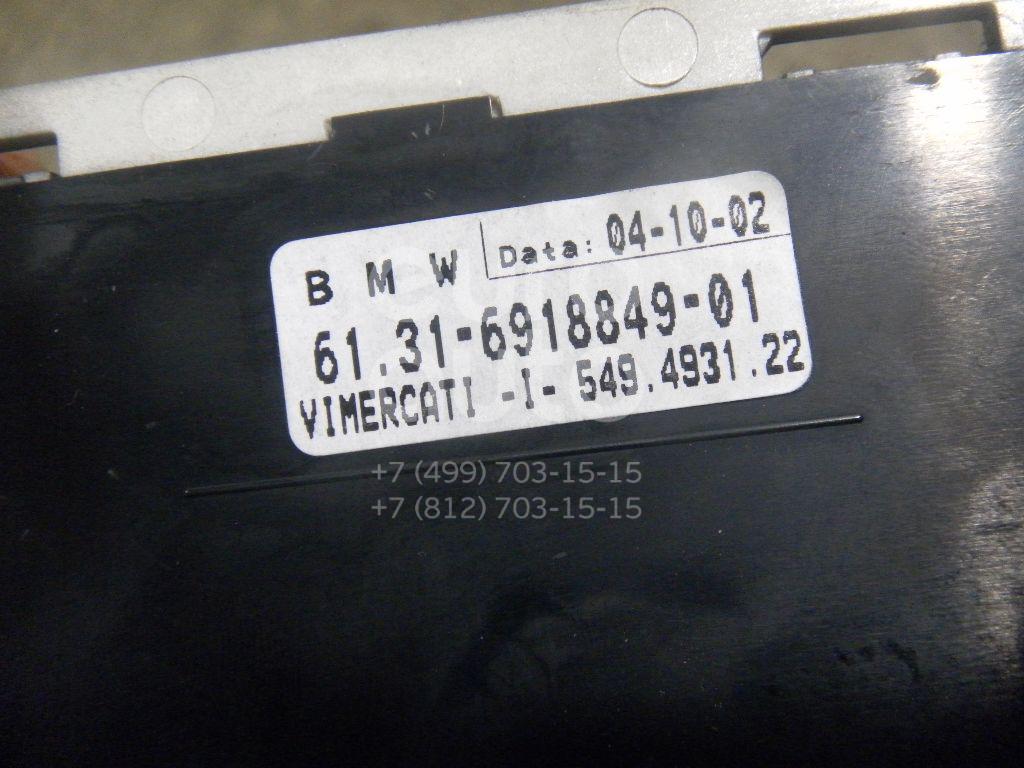 B M W Data: 04-10-02
61.31-6918849-01
VIMERCATI -I- 549.4931.22
+7 (499) 703-15-15
+7 (812) 703-15-15